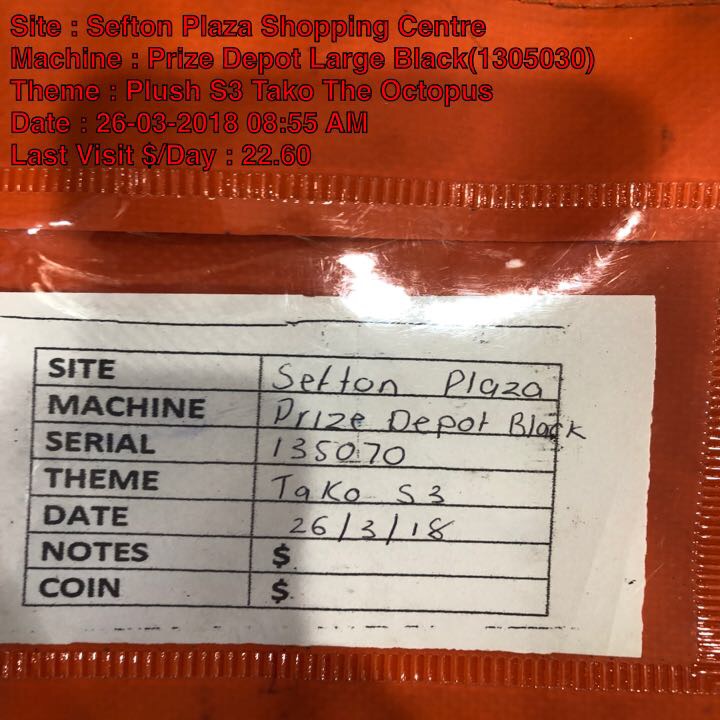 Site : Sefton Plaza Shopping Centre
Machine : Prize Depot Large Black(1305030)
Theme : Plush S3 Tako The Octopus
Date : 26-03-2018 08:55 AM
Last Visit $/Day : 22.60
SITE Sefton Plaza
MACHINE Prize Depot Black
SERIAL 135070
THEME TaKo S3
DATE 26/3/18
NOTES $
COIN $